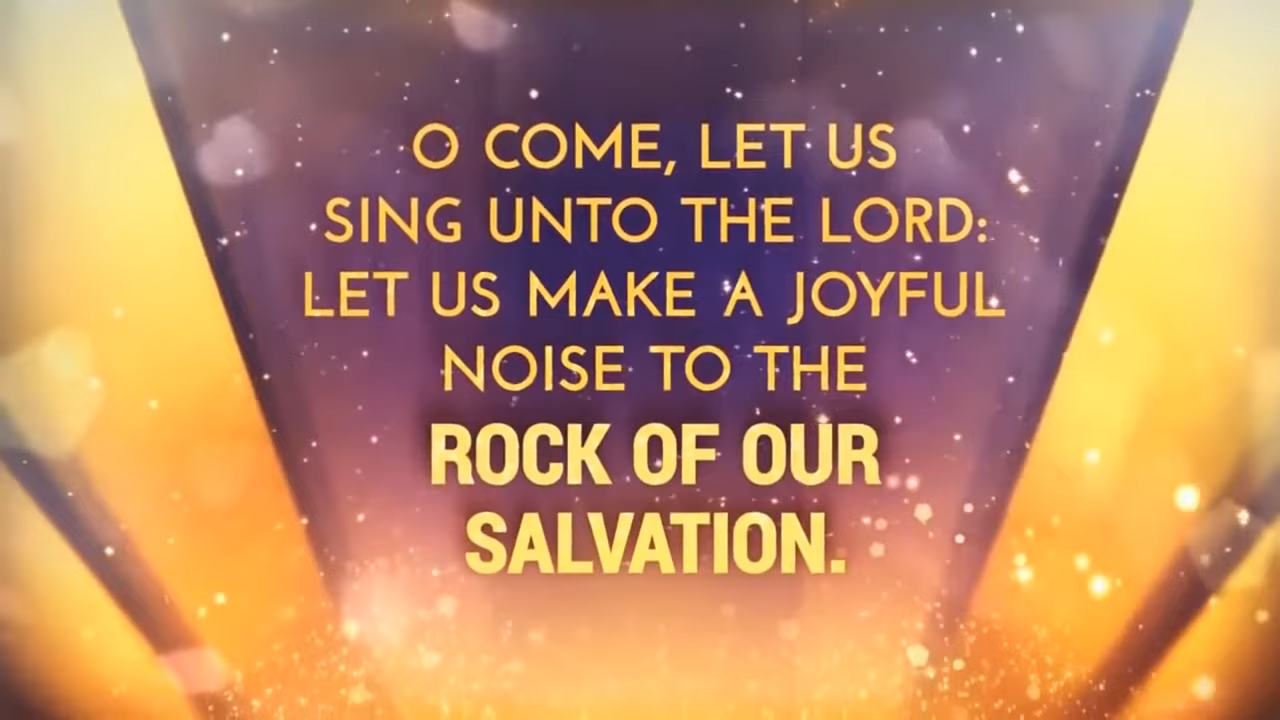 O COME, LET US
SING UNTO THE LORD:
LET US MAKE A JOYFUL
NOISE TO THE
ROCK OF OUR
SALVATION.